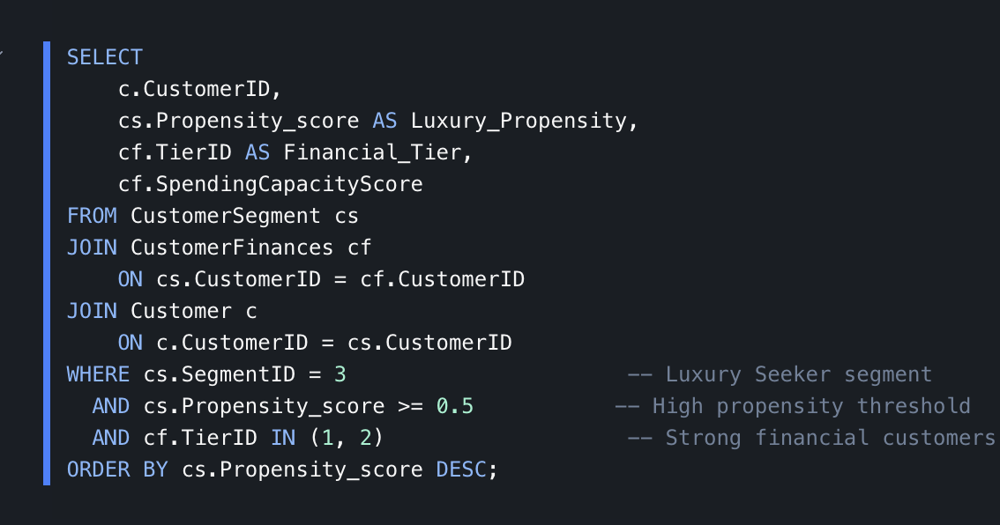 SELECT
    c.CustomerID,
    cs.Propensity_score AS Luxury_Propensity,
    cf.TierID AS Financial_Tier,
    cf.SpendingCapacityScore
FROM CustomerSegment cs
JOIN CustomerFinances cf
    ON cs.CustomerID = cf.CustomerID
JOIN Customer c
    ON c.CustomerID = cs.CustomerID
WHERE cs.SegmentID = 3                      -- Luxury Seeker segment
  AND cs.Propensity_score >= 0.5           -- High propensity threshold
  AND cf.TierID IN (1, 2)                   -- Strong financial customers
ORDER BY cs.Propensity_score DESC;